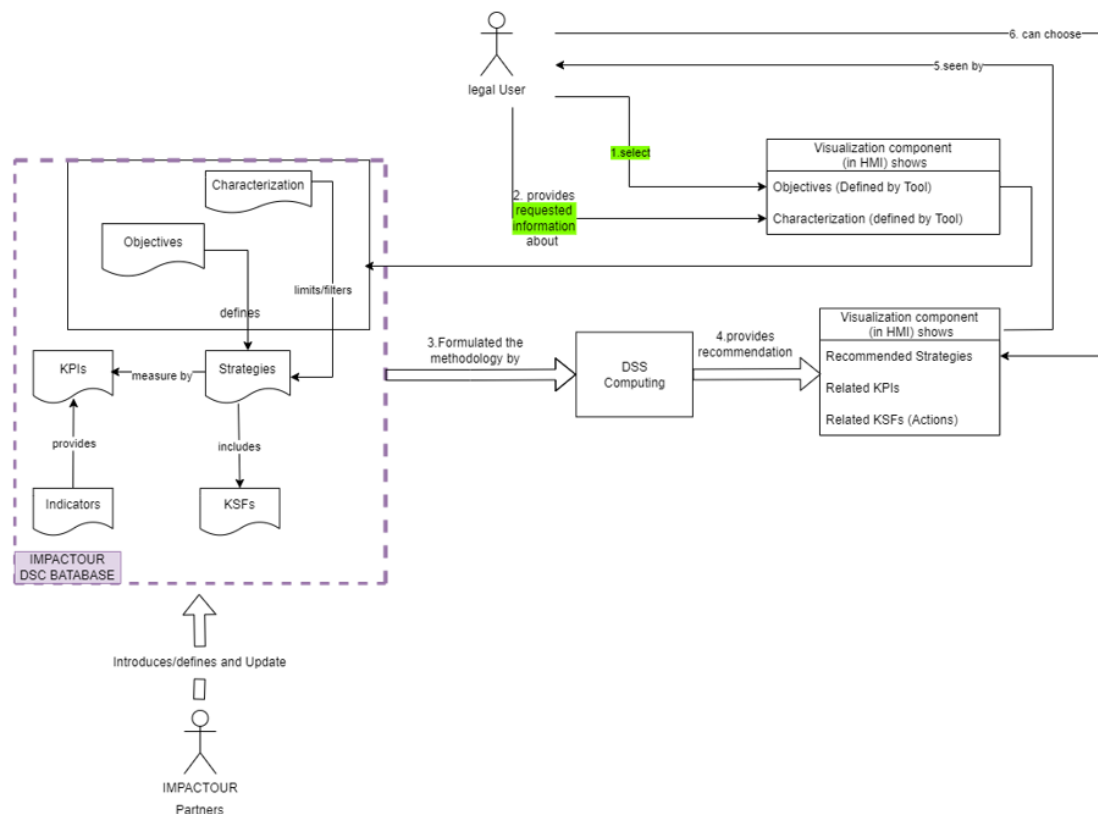 6. can choose
5.seen by
legal User
1.select
Visualization component
(in HMI) shows
Objectives (Defined by Tool)
Characterization (defined by Tool)
2. provides
requested
information
about
Characterization
Objectives
limits/filters
defines
KPIs
measure by
Strategies
provides
includes
Indicators
KSFs
IMPACTOUR
DSC BATABASE
3.Formulated the
methodology by
DSS
Computing
4.provides
recommendation
Visualization component
(in HMI) shows
Recommended Strategies
Related KPIs
Related KSFs (Actions)
Introduces/defines and Update
IMPACTOUR
Partners